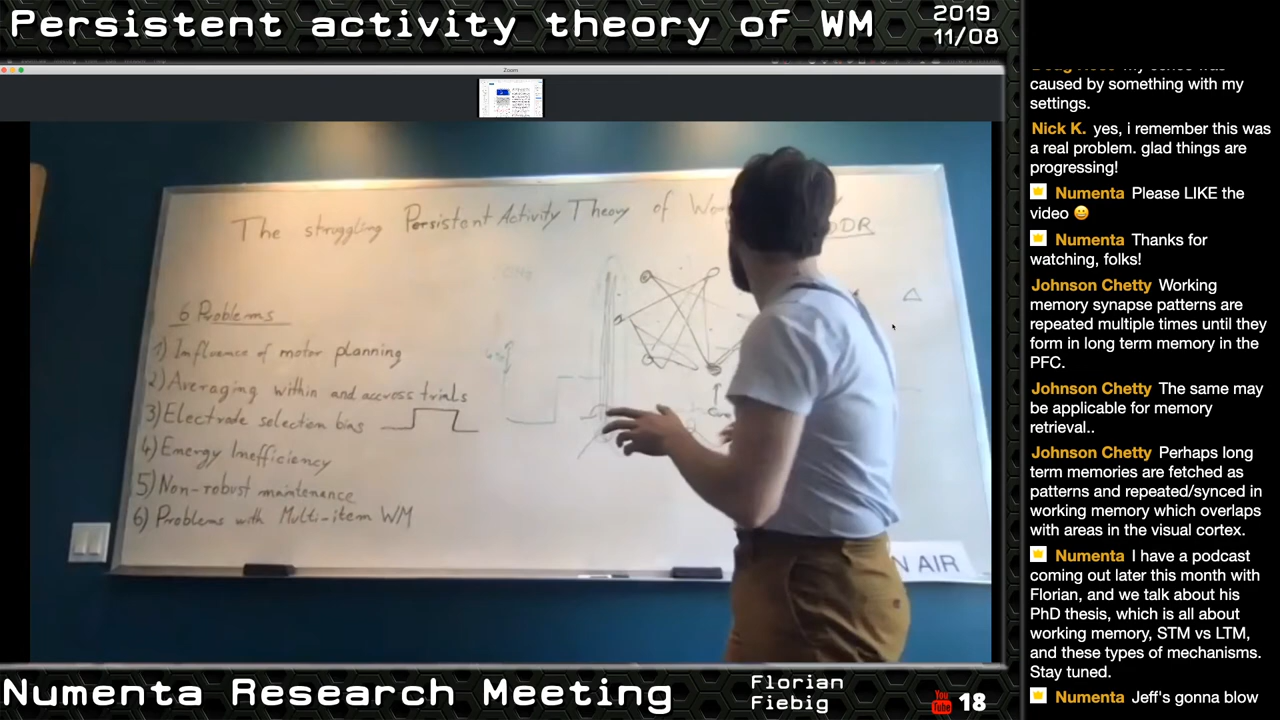 Persistent activity theory of WM
2019
11/08
Zoom
The struggling Persistent Activity Theory of
DDR
6 Problems
1) Influence of motor planning
2) Averaging within and accross trials
3) Electrode selection bias
4) Energy Inefficiency
5) Non-robust maintenance
6) Problems with Multi-item WM
N AIR
caused by something with my
settings.
Nick K. yes, i remember this was
a real problem. glad things are
progressing!
Numenta Please LIKE the
video 😀
Numenta Thanks for
watching, folks!
Johnson Chetty Working
memory synapse patterns are
repeated multiple times until they
form in long term memory in the
PFC.
Johnson Chetty The same may
be applicable for memory
retrieval..
Johnson Chetty Perhaps long
term memories are fetched as
patterns and repeated/synced in
working memory which overlaps
with areas in the visual cortex.
Numenta I have a podcast
coming out later this month with
Florian, and we talk about his
PhD thesis, which is all about
working memory, STM vs LTM,
and these types of mechanisms.
Stay tuned.
Numenta Jeff's gonna blow
Numenta Research Meeting
Florian
Fiebig
You Tube 18